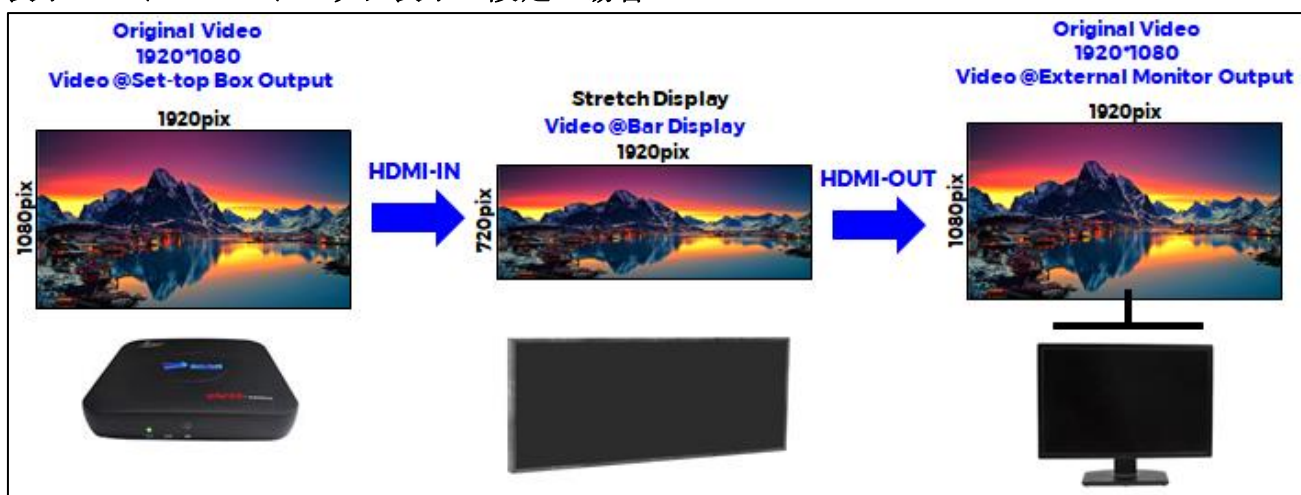 Original Video
1920*1080
Video @Set-top Box Output
1920pix
1080pix
HDMI-IN
Stretch Display
Video @Bar Display
1920pix
720pix
HDMI-OUT
Original Video
1920*1080
Video @External Monitor Output
1920pix
1080pix